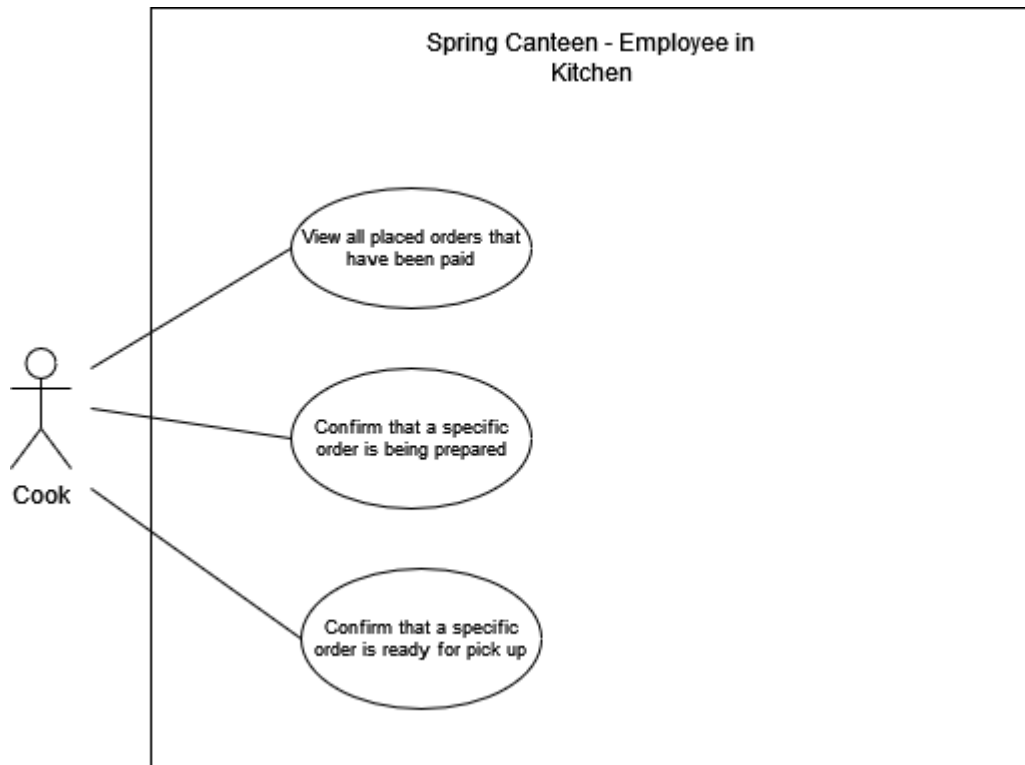 Spring Canteen - Employee in
Kitchen
View all placed orders that
have been paid
Confirm that a specific
order is being prepared
Cook
Confirm that a specific
order is ready for pick up